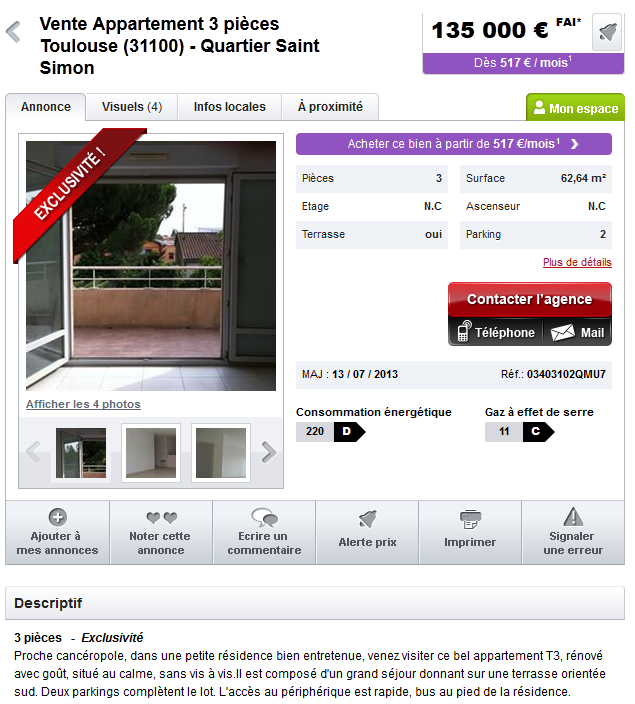 Vente Appartement 3 pièces
Toulouse (31100) - Quartier Saint
Simon
135 000 € FAI*
Dès 517 € / mois¹
Annonce
Visuels (4)
Infos locales
À proximité
Mon espace
EXCLUSIVITÉ !
Acheter ce bien à partir de 517 €/mois¹
Pièces 3
Surface 62,64 m²
Etage N.C
Ascenseur N.C
Terrasse oui
Parking 2
Plus de détails
Contacter l'agence
Téléphone
Mail
MAJ : 13 / 07 / 2013
Réf.: 03403102QMU7
Afficher les 4 photos
Consommation énergétique
220 D
Gaz à effet de serre
11 C
Ajouter à
mes annonces
Noter cette
annonce
Ecrire un
commentaire
Alerte prix
Imprimer
Signaler
une erreur
Descriptif
3 pièces - Exclusivité
Proche cancéropole, dans une petite résidence bien entretenue, venez visiter ce bel appartement T3, rénové
avec goût, situé au calme, sans vis à vis.Il est composé d'un grand séjour donnant sur une terrasse orientée
sud. Deux parkings complètent le lot. L'accès au périphérique est rapide, bus au pied de la résidence.